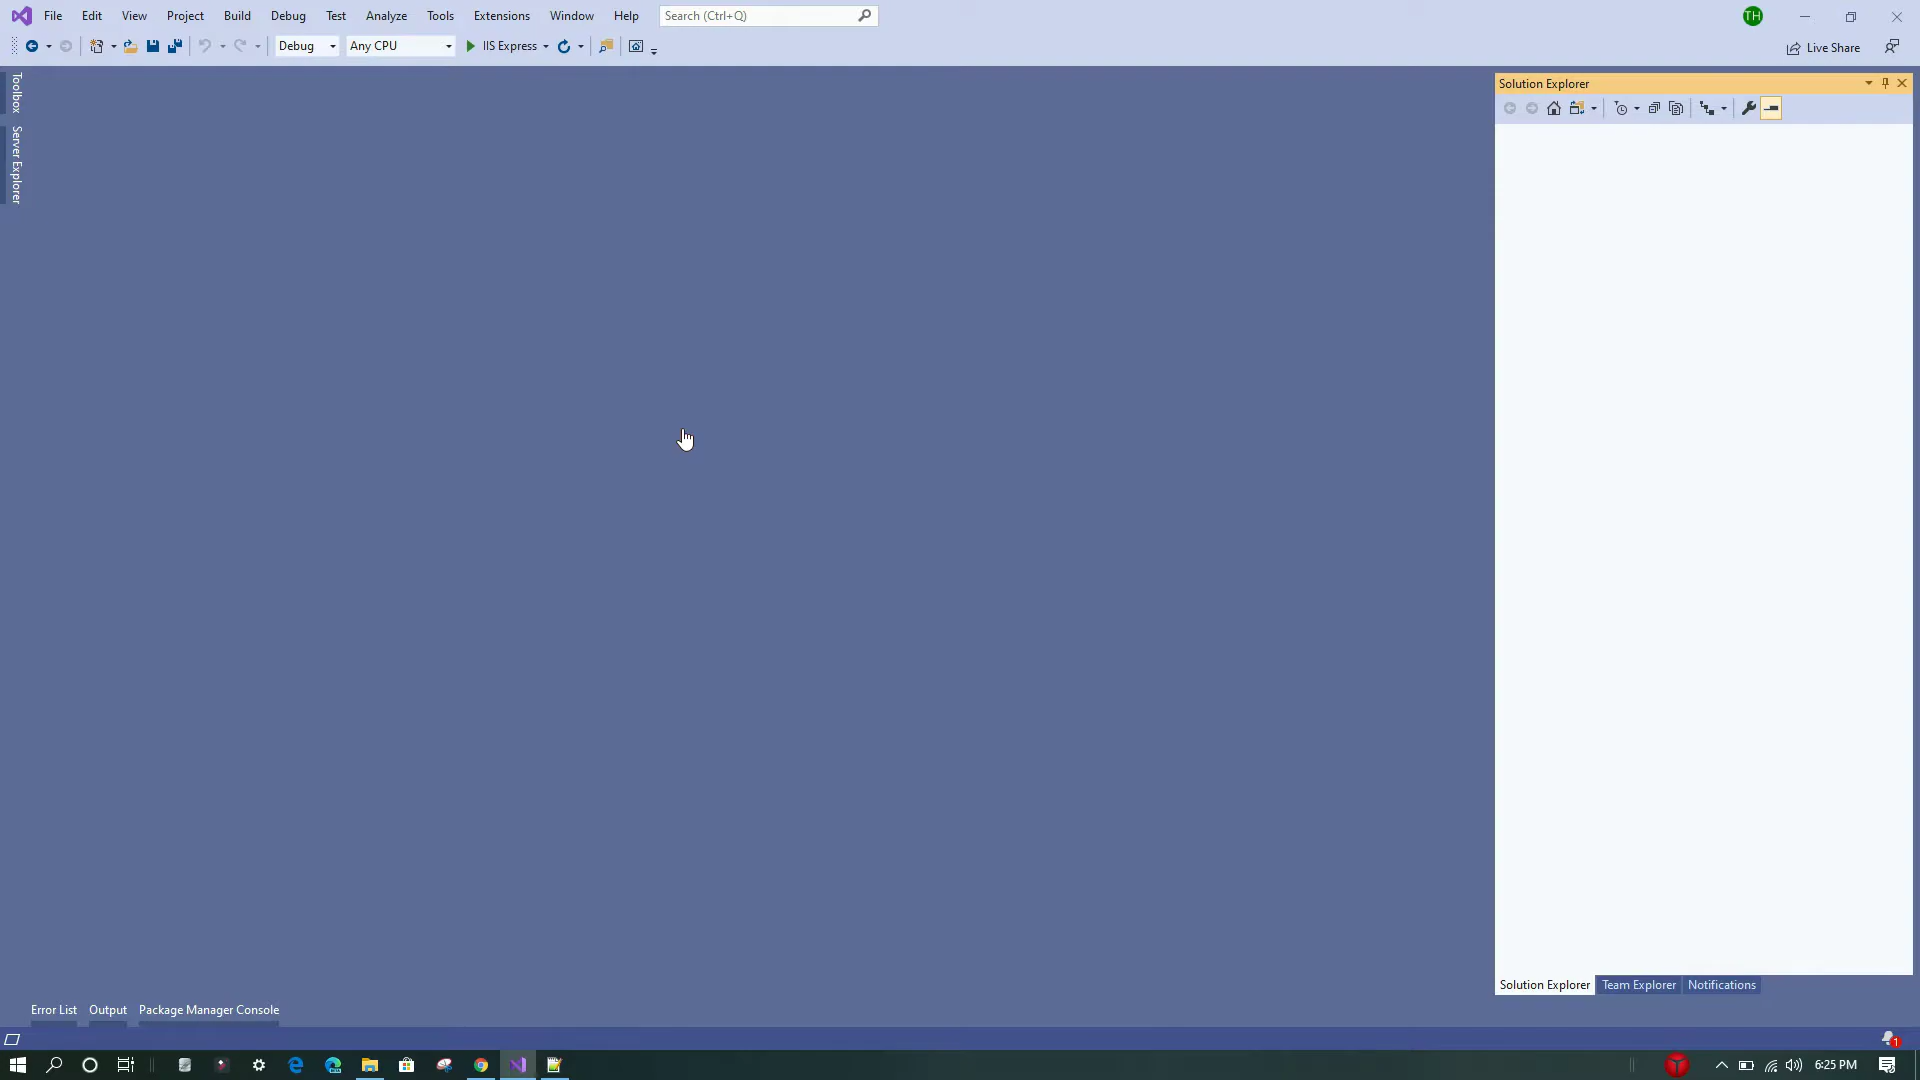 File Edit View Project Build Debug Test Analyze Tools Extensions Window Help Search (Ctrl+Q) TH
Debug Any CPU IIS Express Live Share
Toolbox
Server Explorer
Solution Explorer
Solution Explorer Team Explorer Notifications
Error List Output Package Manager Console
1
6:25 PM